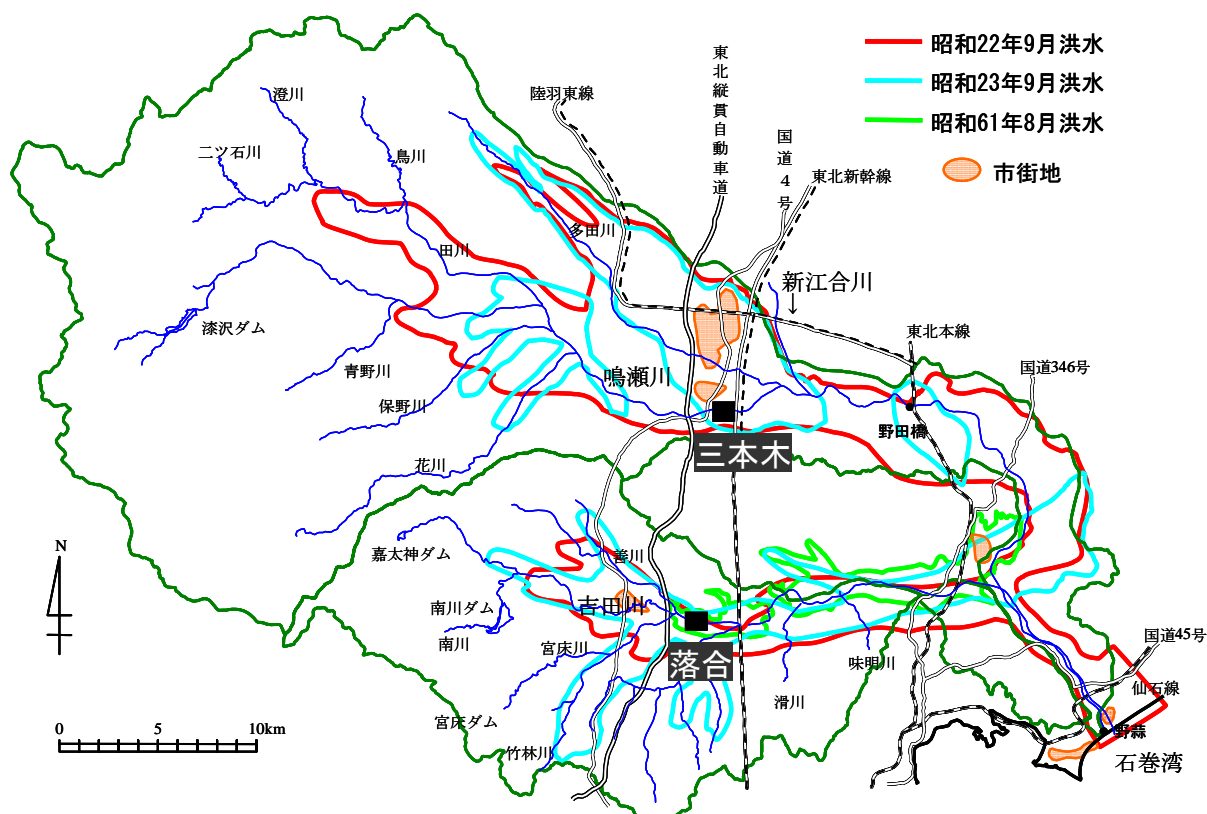 昭和22年9月洪水
昭和23年9月洪水
昭和61年8月洪水
市街地
東北縦貫自動車道
国道4号
陸羽東線
東北新幹線
澄川
二ツ石川
鳥川
多田川
田川
新江合川
漆沢ダム
東北本線
国道346号
青野川
鳴瀬川
保野川
野田橋
三本木
花川
N
嘉太神ダム
善川
南川ダム
吉田川
南川
宮床川
落合
味明川
滑川
国道45号
仙石線
宮床ダム
竹林川
野蒜
石巻湾
0 5 10km